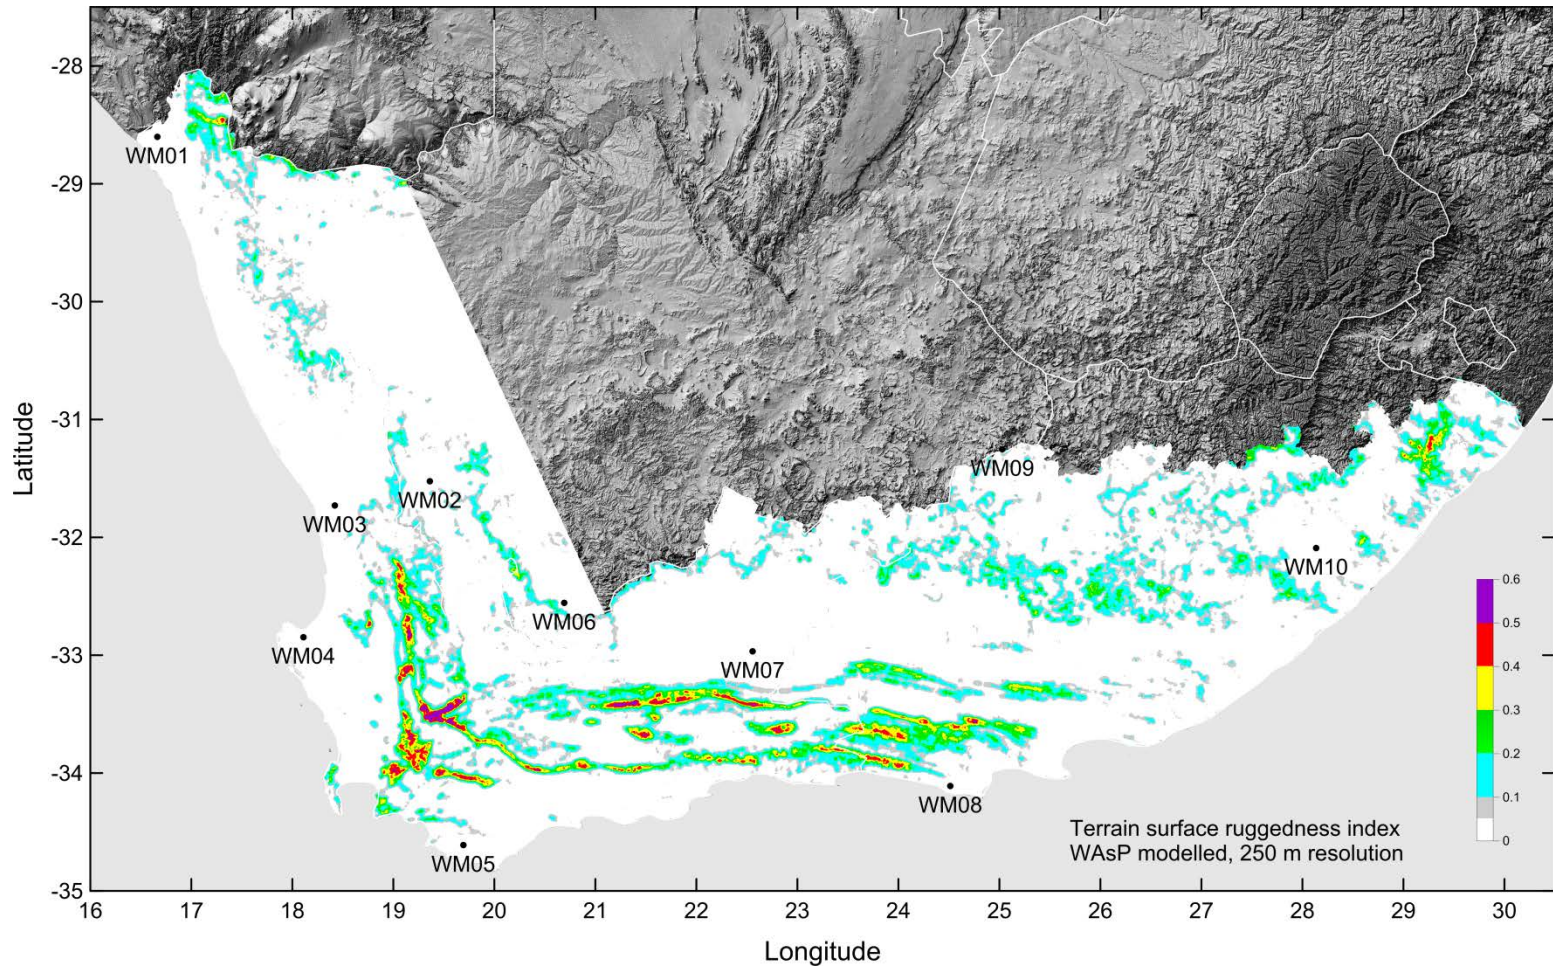 -28
-29
-30
-31
-32
-33
-34
-35
Latitude
16 17 18 19 20 21 22 23 24 25 26 27 28 29 30
Longitude
WM01
WM02
WM03
WM04
WM05
WM06
WM07
WM08
WM09
WM10
0.6
0.5
0.4
0.3
0.2
0.1
0
Terrain surface ruggedness index
WAsP modelled, 250 m resolution